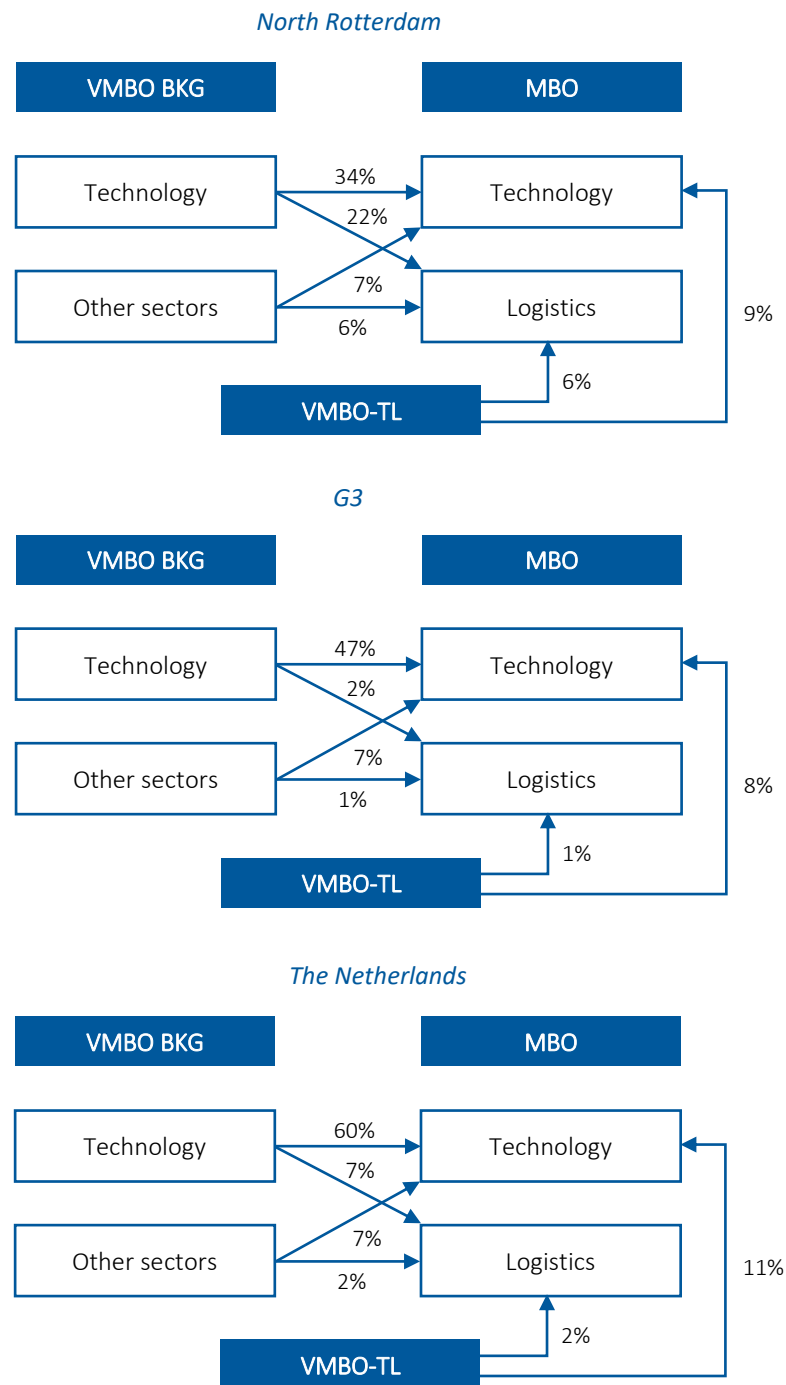 North Rotterdam
VMBO BKG MBO
34%
Technology Technology
22%
7%
Other sectors Logistics
6%
9%
6%
VMBO-TL
G3
VMBO BKG MBO
47%
Technology Technology
2%
7%
Other sectors Logistics
1%
8%
1%
VMBO-TL
The Netherlands
VMBO BKG MBO
60%
Technology Technology
7%
7%
Other sectors Logistics
2%
11%
2%
VMBO-TL